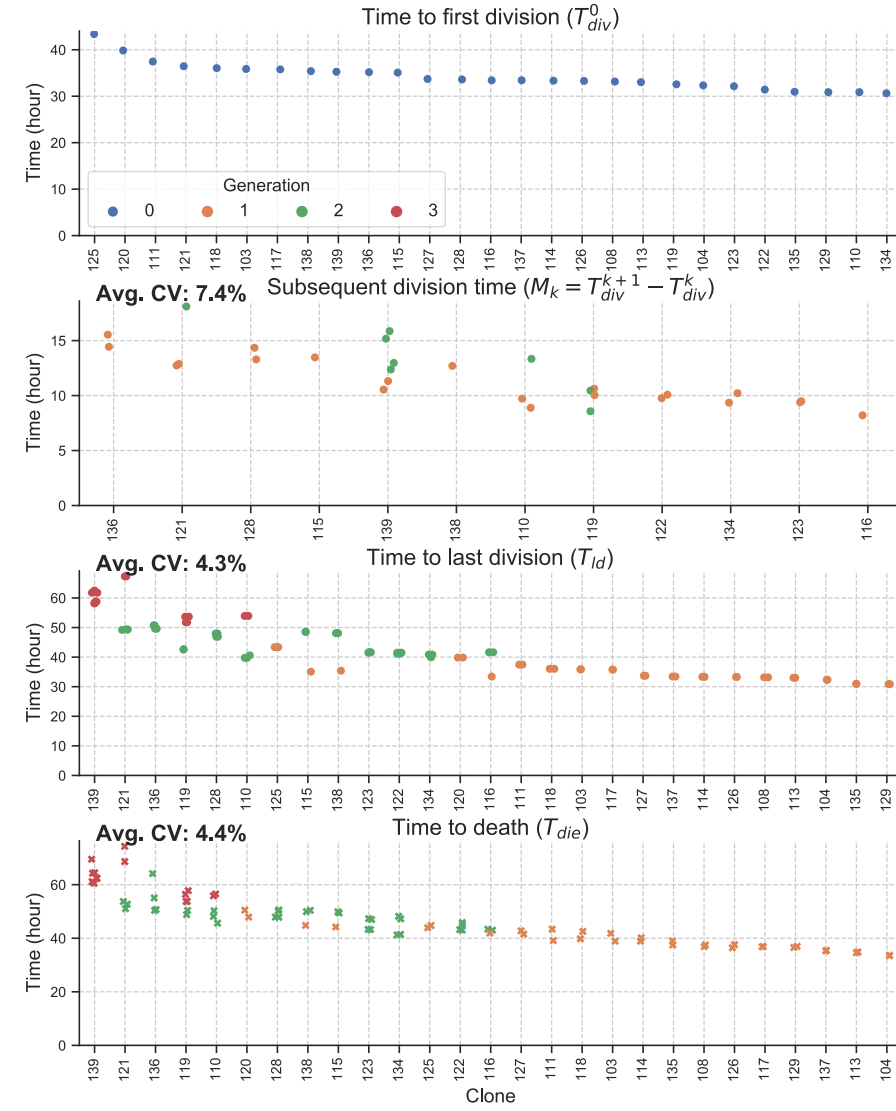 Time to first division (T⁰div)
Time (hour)
40
30
20
10
0
Generation
0 1 2 3
125 120 111 121 118 103 117 138 139 136 115 127 128 116 137 114 126 108 113 119 104 123 122 135 129 110 134
Avg. CV: 7.4%
Subsequent division time (Mₖ = Tᵏ⁺¹div − Tᵏdiv)
Time (hour)
15
10
5
0
136 121 128 115 139 138 110 119 122 134 123 116
Avg. CV: 4.3%
Time to last division (Tld)
Time (hour)
60
50
40
30
20
10
0
139 121 136 119 128 110 125 115 138 123 122 134 120 116 111 118 103 117 127 137 114 126 108 113 104 135 129
Avg. CV: 4.4%
Time to death (Tdie)
Time (hour)
60
40
20
0
139 121 136 119 110 120 128 138 115 123 134 125 122 116 127 111 118 103 114 135 108 126 117 129 137 113 104
Clone